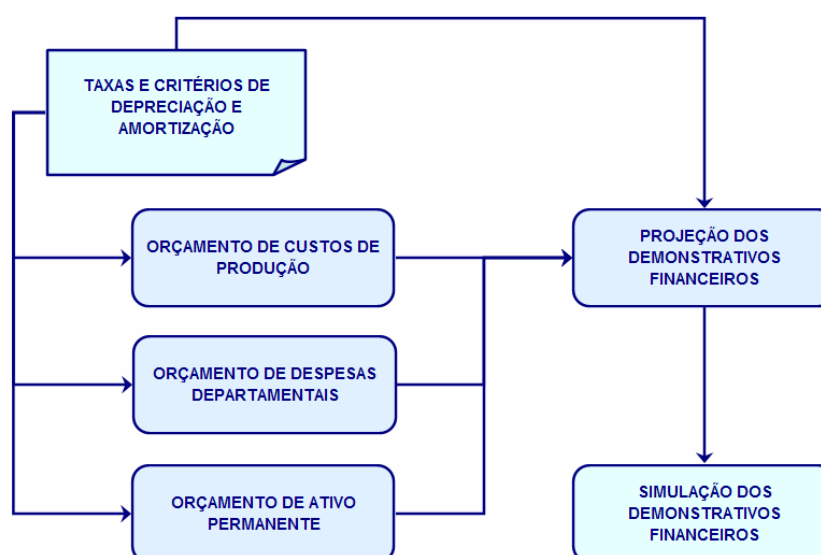 TAXAS E CRITÉRIOS DE
DEPRECIAÇÃO E
AMORTIZAÇÃO
ORÇAMENTO DE CUSTOS DE
PRODUÇÃO
PROJEÇÃO DOS
DEMONSTRATIVOS
FINANCEIROS
ORÇAMENTO DE DESPESAS
DEPARTAMENTAIS
ORÇAMENTO DE ATIVO
PERMANENTE
SIMULAÇÃO DOS
DEMONSTRATIVOS
FINANCEIROS